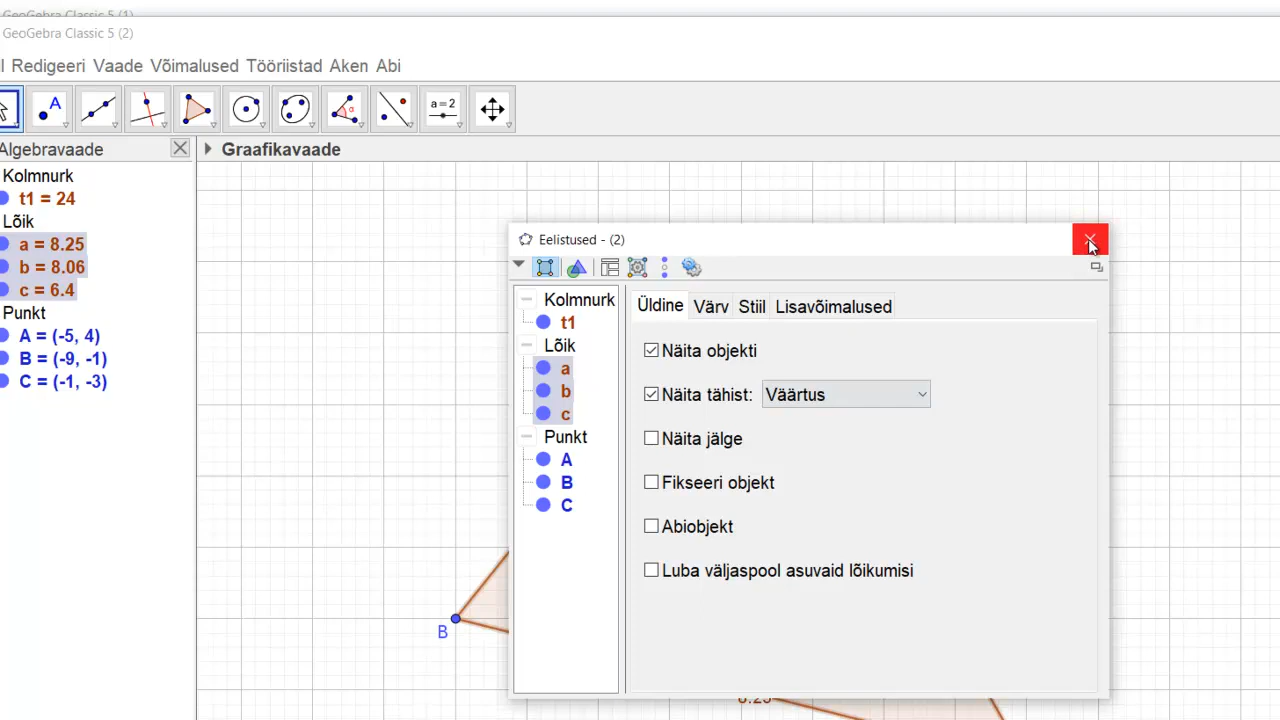 GeoGebra Classic 5 (1)
GeoGebra Classic 5 (2)
Redigeeri Vaade Võimalused Tööriistad Aken Abi
A
α
a=2
Algebravaade
Graafikavaade
Kolmnurk
t1 = 24
Lõik
a = 8.25
b = 8.06
c = 6.4
Punkt
A = (-5, 4)
B = (-9, -1)
C = (-1, -3)
B
Eelistused - (2)
Kolmnurk
t1
Lõik
a
b
c
Punkt
A
B
C
Üldine Värv Stiil Lisavõimalused
Näita objekti
Näita tähist: Väärtus
Näita jälge
Fikseeri objekt
Abiobjekt
Luba väljaspool asuvaid lõikumisi
8.25